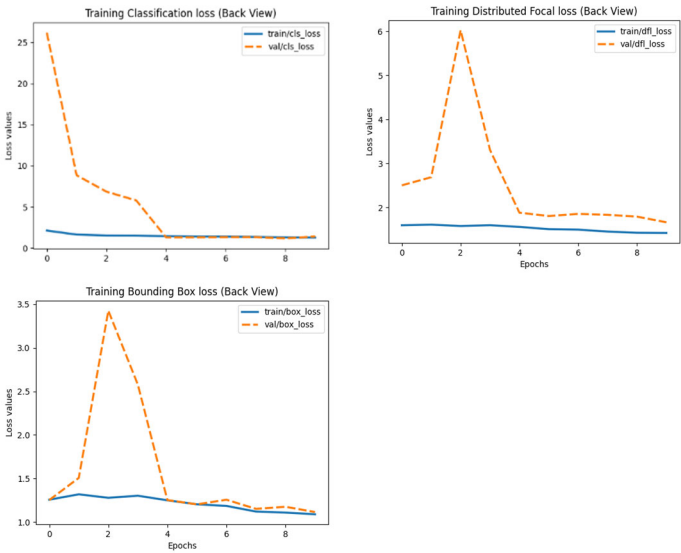 Training Classification loss (Back View)
train/cls_loss
val/cls_loss
25
20
15
10
5
0
Loss values
0 2 4 6 8
Training Distributed Focal loss (Back View)
train/dfl_loss
val/dfl_loss
6
5
4
3
2
Loss values
0 2 4 6 8
Epochs
Training Bounding Box loss (Back View)
train/box_loss
val/box_loss
3.5
3.0
2.5
2.0
1.5
1.0
Loss values
0 2 4 6 8
Epochs